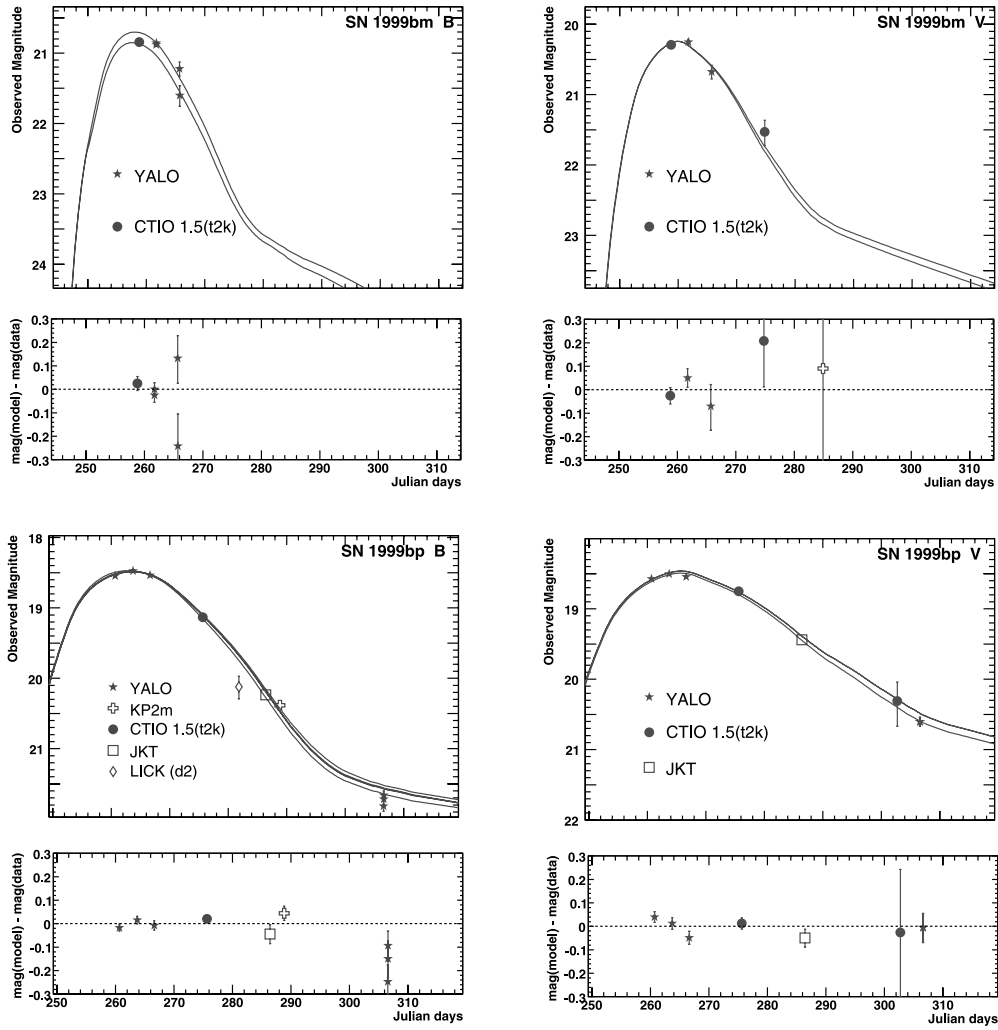 SN 1999bm B
Observed Magnitude
21
22
23
24
YALO
CTIO 1.5(t2k)
mag(model) - mag(data)
0.3
0.2
0.1
0
-0.1
-0.2
-0.3
250 260 270 280 290 300 310
Julian days
SN 1999bm V
Observed Magnitude
20
21
22
23
YALO
CTIO 1.5(t2k)
mag(model) - mag(data)
0.3
0.2
0.1
0
-0.1
-0.2
-0.3
250 260 270 280 290 300 310
Julian days
SN 1999bp B
Observed Magnitude
18
19
20
21
YALO
KP2m
CTIO 1.5(t2k)
JKT
LICK (d2)
mag(model) - mag(data)
0.3
0.2
0.1
0
-0.1
-0.2
-0.3
250 260 270 280 290 300 310
Julian days
SN 1999bp V
Observed Magnitude
18
19
20
21
22
YALO
CTIO 1.5(t2k)
JKT
mag(model) - mag(data)
0.3
0.2
0.1
0
-0.1
-0.2
-0.3
250 260 270 280 290 300 310
Julian days